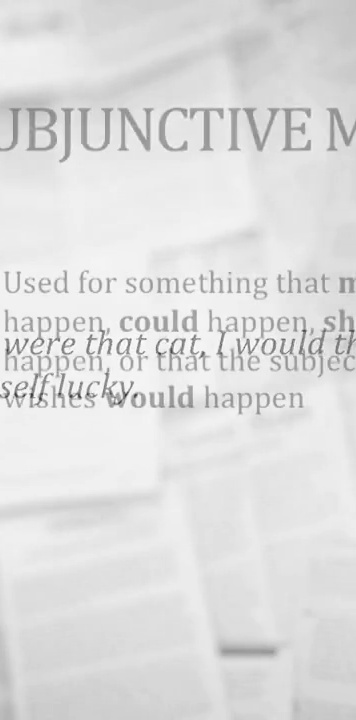 UBJUNCTIVE M
Used for something that m
happen, could happen, sh
were that cat, I would th
happen, or that the subjec
self lucky.
wishes would happen